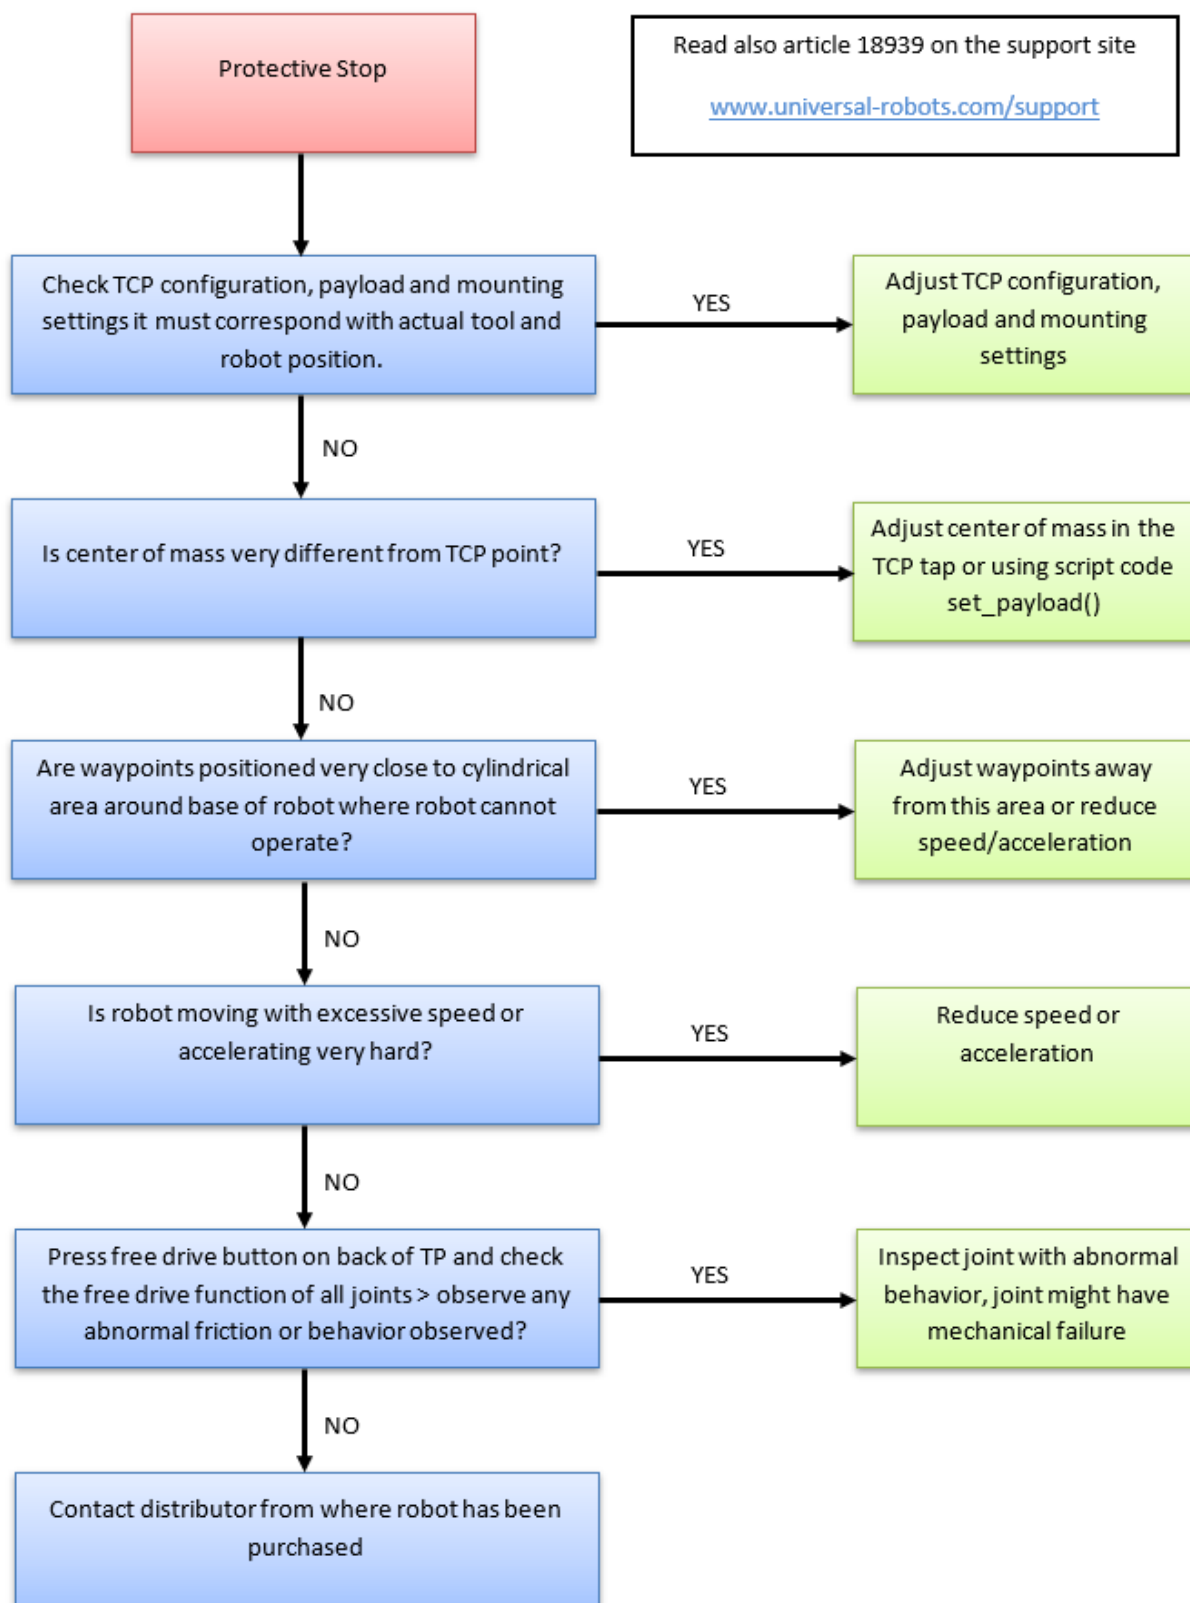 Protective Stop
Read also article 18939 on the support site
www.universal-robots.com/support
Check TCP configuration, payload and mounting
settings it must correspond with actual tool and
robot position.
YES
Adjust TCP configuration,
payload and mounting
settings
NO
Is center of mass very different from TCP point?
YES
Adjust center of mass in the
TCP tap or using script code
set_payload()
NO
Are waypoints positioned very close to cylindrical
area around base of robot where robot cannot
operate?
YES
Adjust waypoints away
from this area or reduce
speed/acceleration
NO
Is robot moving with excessive speed or
accelerating very hard?
YES
Reduce speed or
acceleration
NO
Press free drive button on back of TP and check
the free drive function of all joints > observe any
abnormal friction or behavior observed?
YES
Inspect joint with abnormal
behavior, joint might have
mechanical failure
NO
Contact distributor from where robot has been
purchased